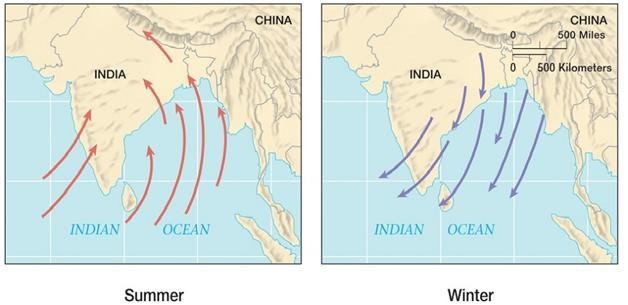 CHINA
INDIA
INDIAN OCEAN
Summer
CHINA
0 500 Miles
0 500 Kilometers
INDIA
INDIAN OCEAN
Winter